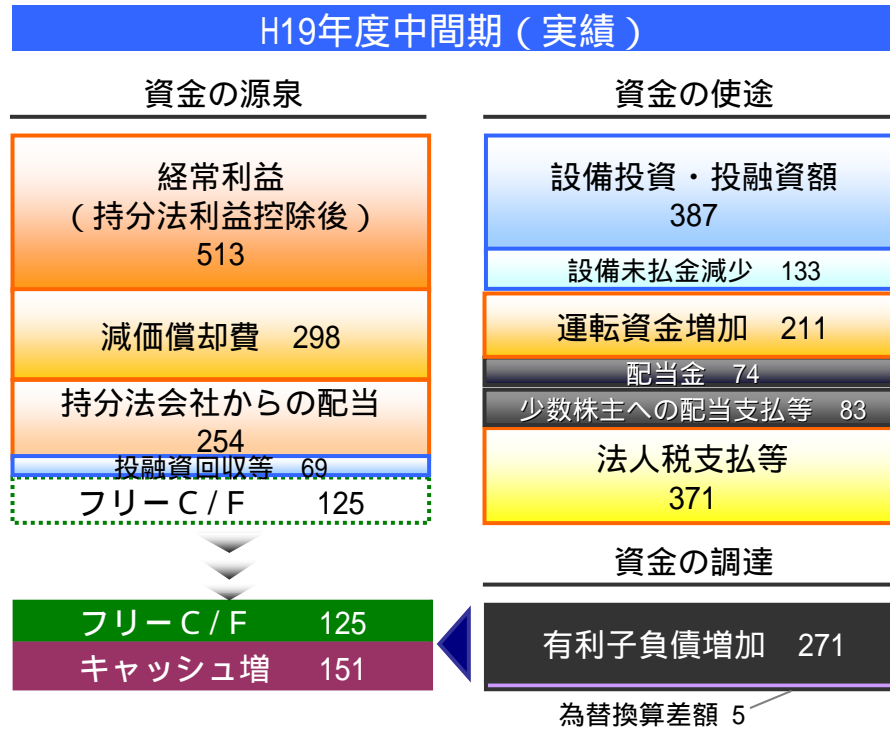 H19年度中間期(実績)
資金の源泉
経常利益
(持分法利益控除後)
513
減価償却費 298
持分法会社からの配当
254
投融資回収等 69
フリーC/F 125
フリーC/F 125
キャッシュ増 151
資金の使途
設備投資・投融資額
387
設備未払金減少 133
運転資金増加 211
配当金 74
少数株主への配当支払等 83
法人税支払等
371
資金の調達
有利子負債増加 271
為替換算差額 5